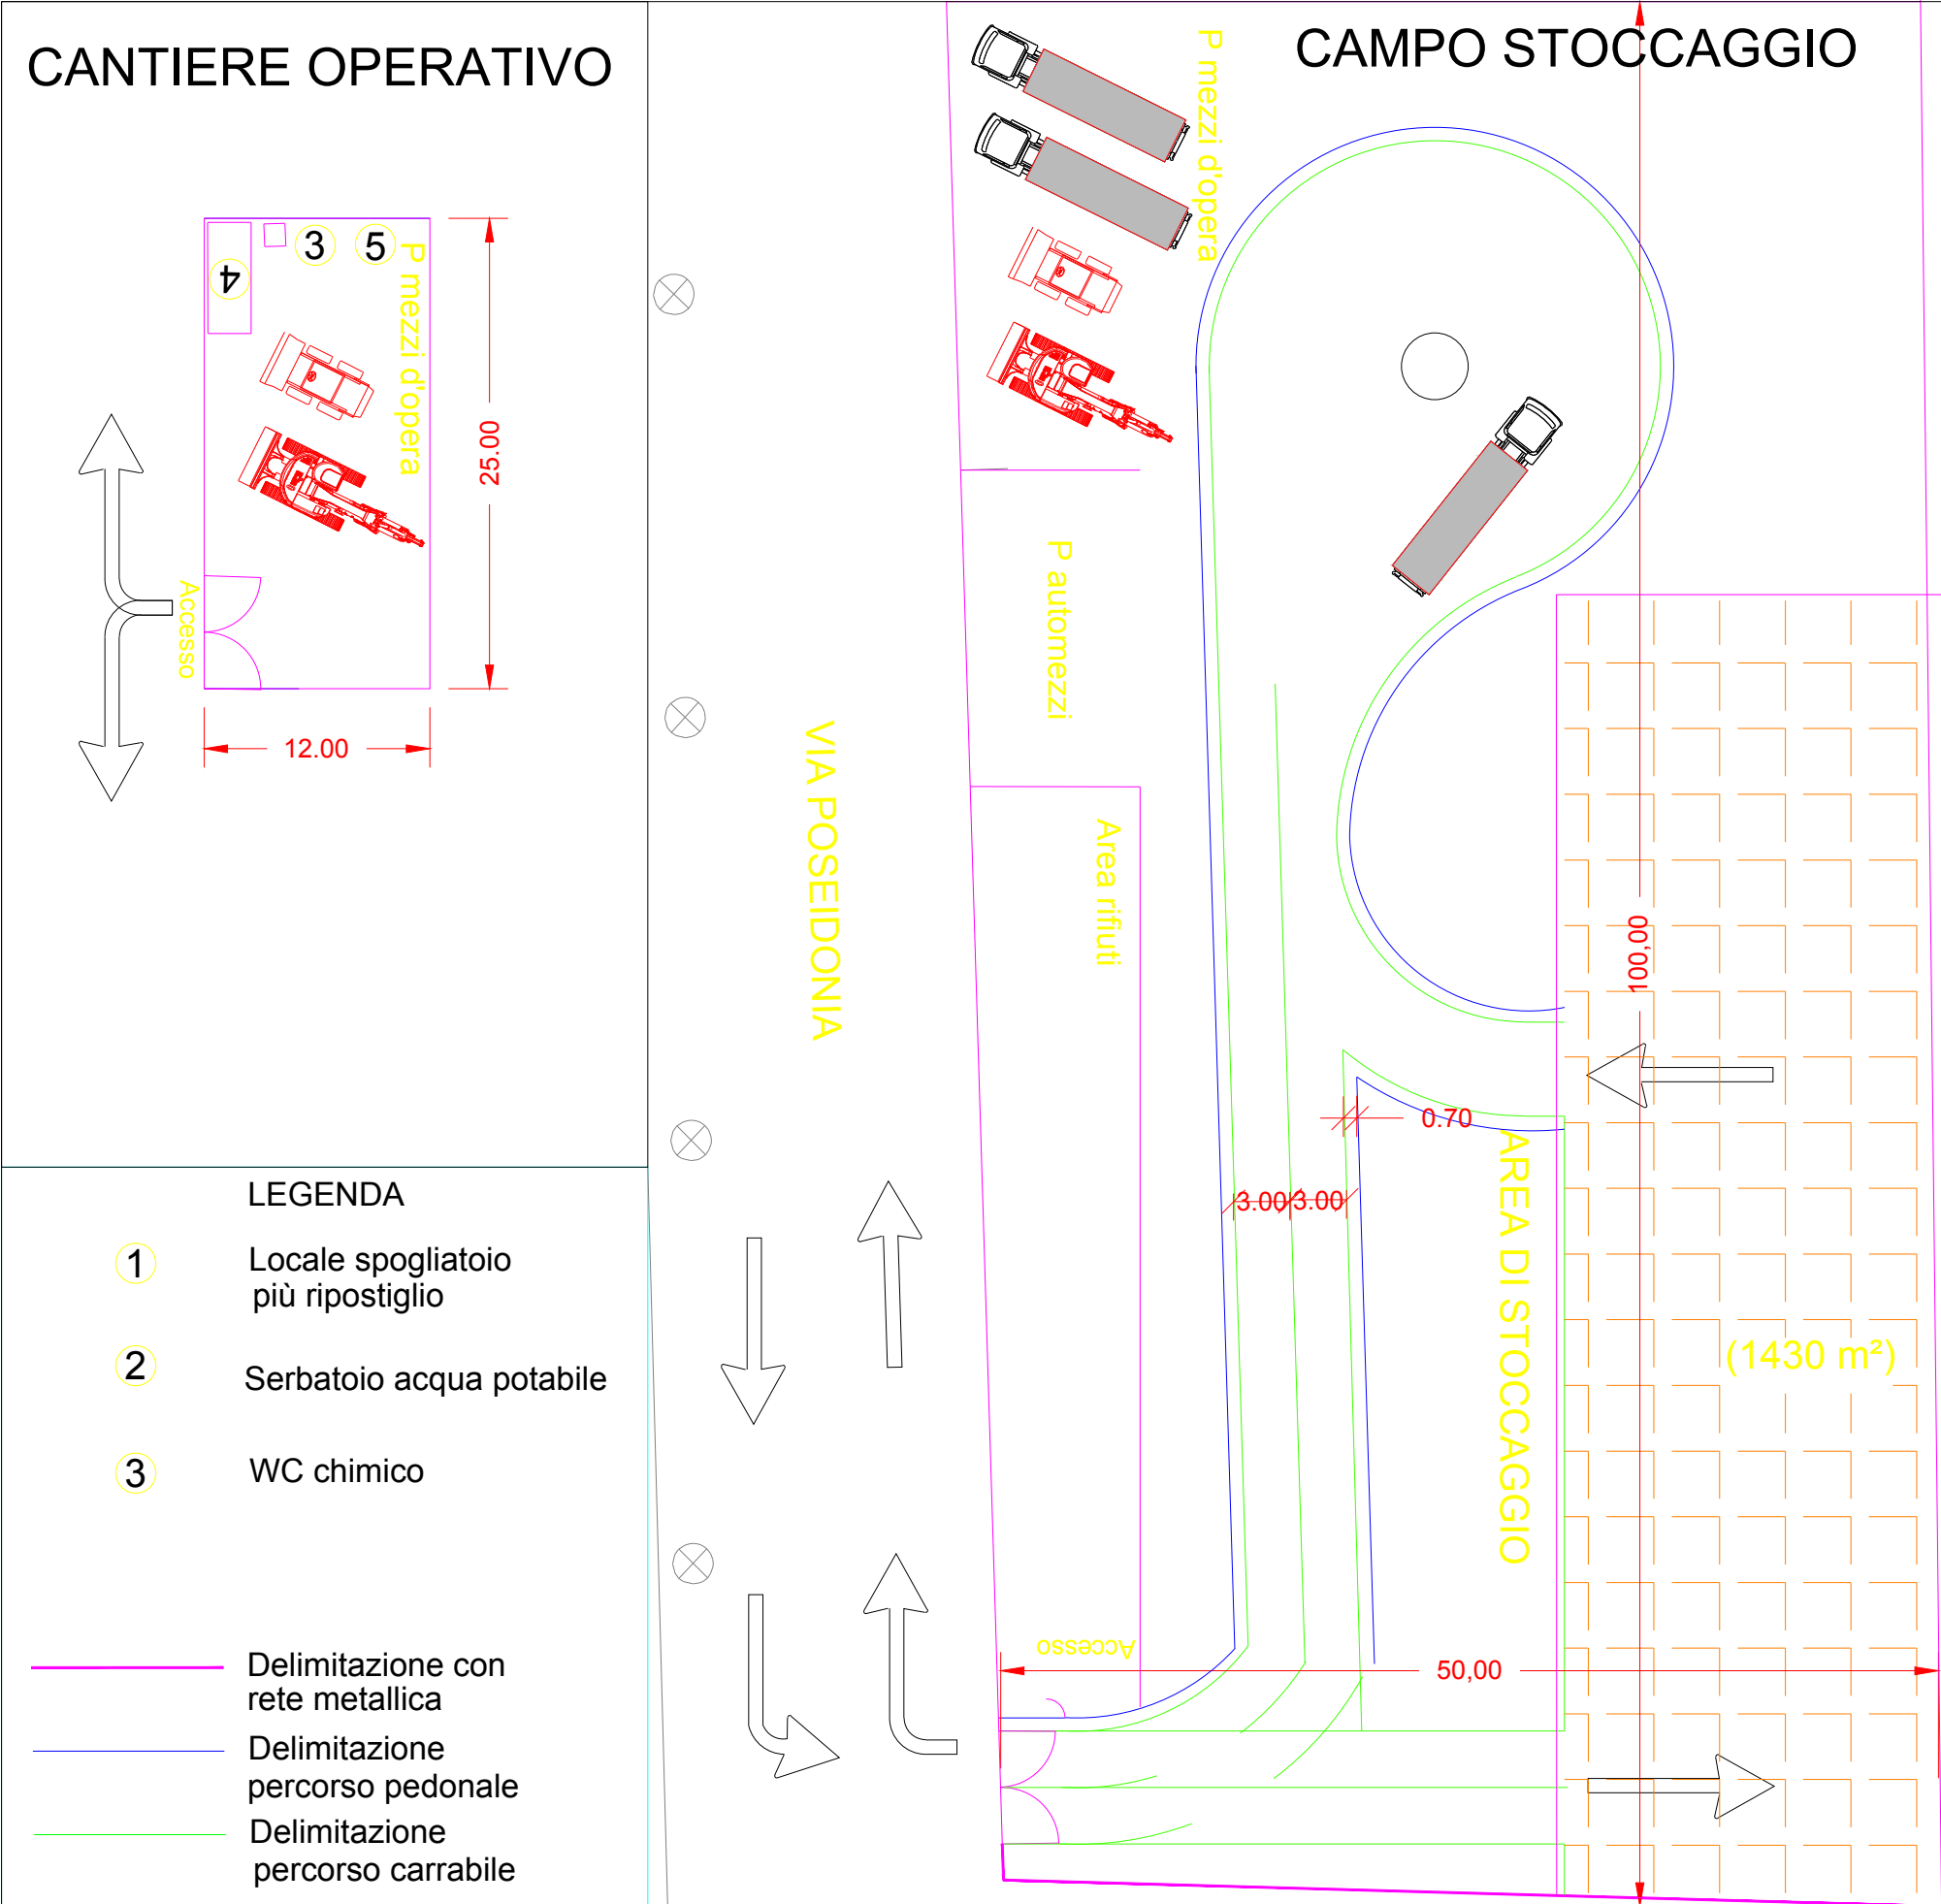 CANTIERE OPERATIVO
CAMPO STOCCAGGIO
3
5
4
P mezzi d'opera
25.00
Accesso
12.00
P mezzi d'opera
P automezzi
VIA POSEIDONIA
Area rifiuti
100,00
0.70
3.00
3.00
AREA DI STOCCAGGIO
(1430 m²)
Accesso
50,00
LEGENDA
1
Locale spogliatoio
più ripostiglio
2
Serbatoio acqua potabile
3
WC chimico
Delimitazione con
rete metallica
Delimitazione
percorso pedonale
Delimitazione
percorso carrabile